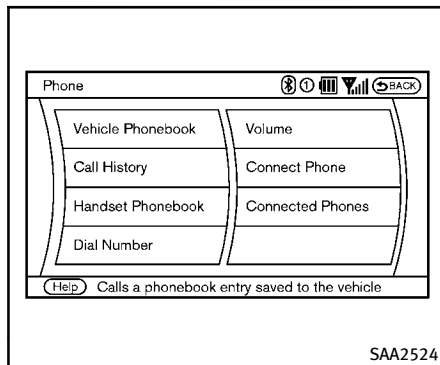 Phone 1 BACK
Vehicle Phonebook
Call History
Handset Phonebook
Dial Number
Volume
Connect Phone
Connected Phones
Help Calls a phonebook entry saved to the vehicle
SAA2524